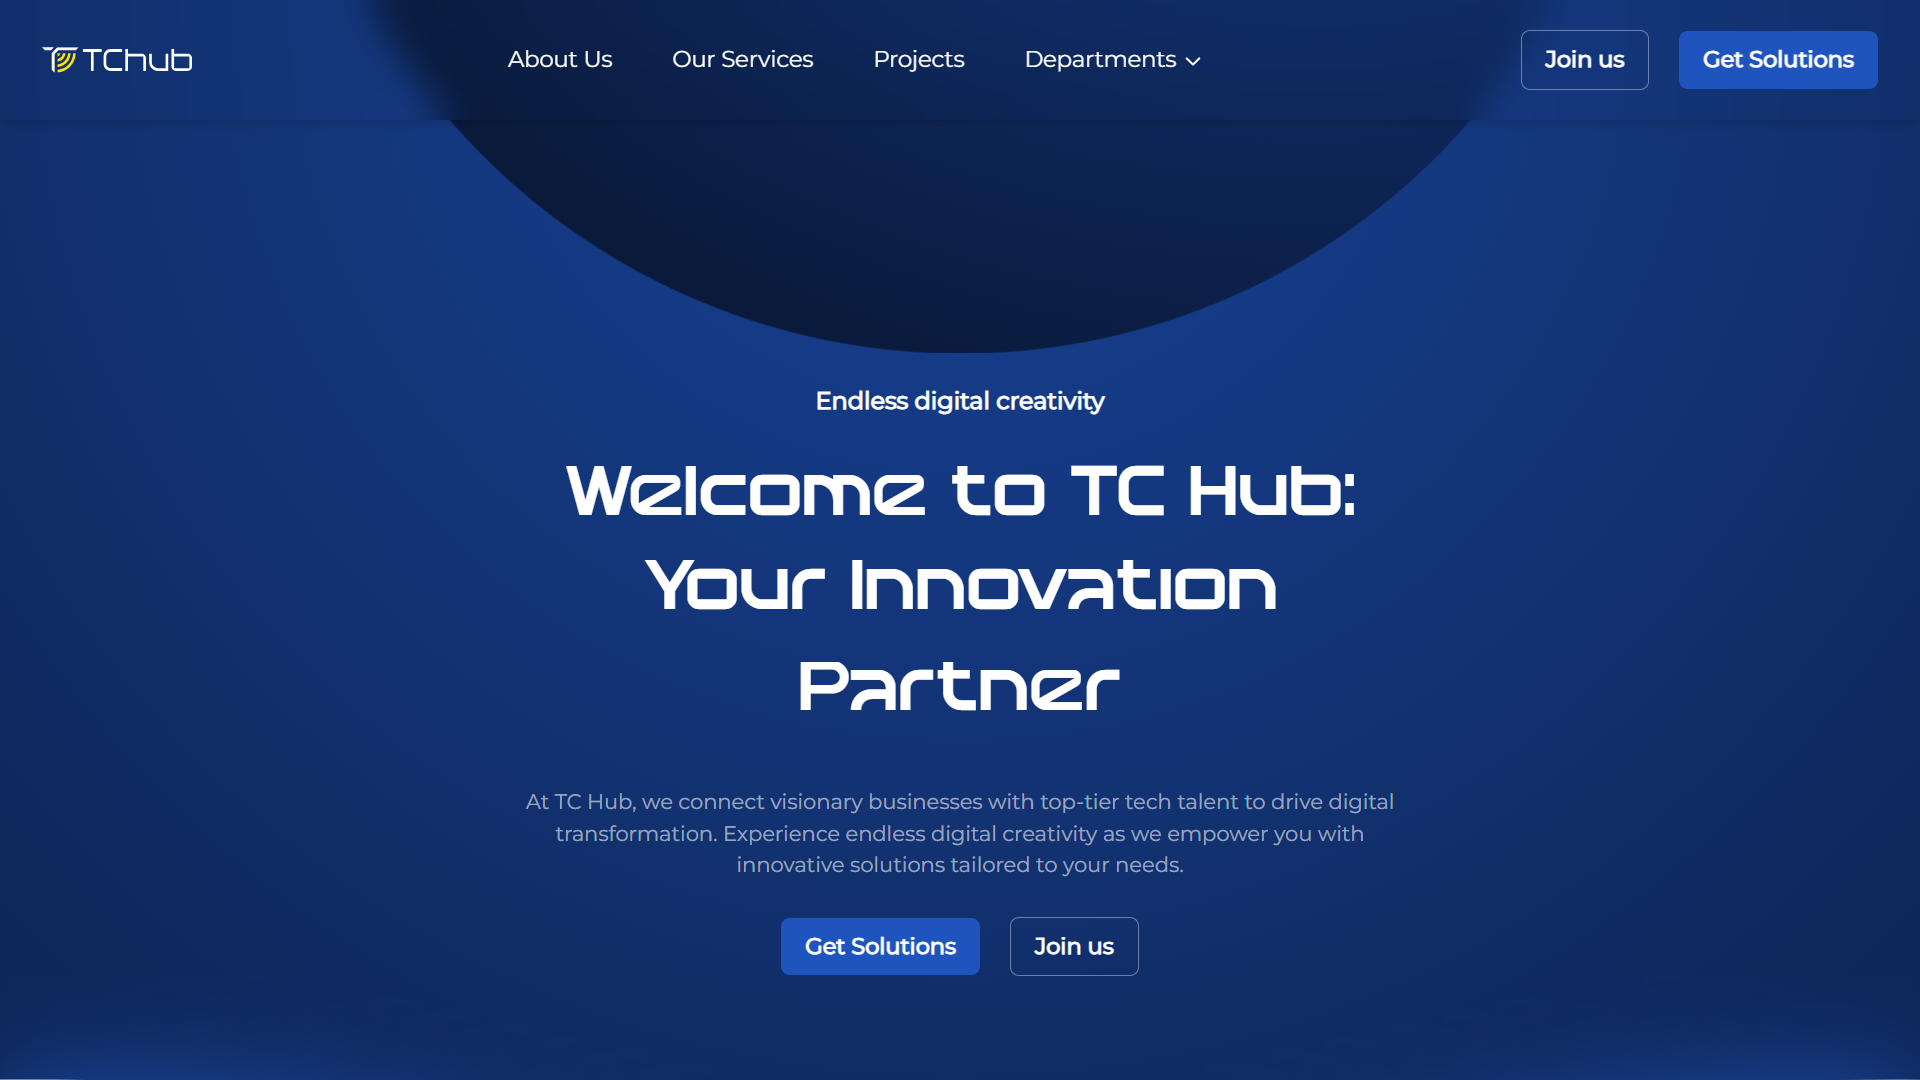 TChub
About Us
Our Services
Projects
Departments
Join us
Get Solutions
Endless digital creativity
Welcome to TC Hub:
Your Innovation
Partner
At TC Hub, we connect visionary businesses with top-tier tech talent to drive digital
transformation. Experience endless digital creativity as we empower you with
innovative solutions tailored to your needs.
Get Solutions
Join us